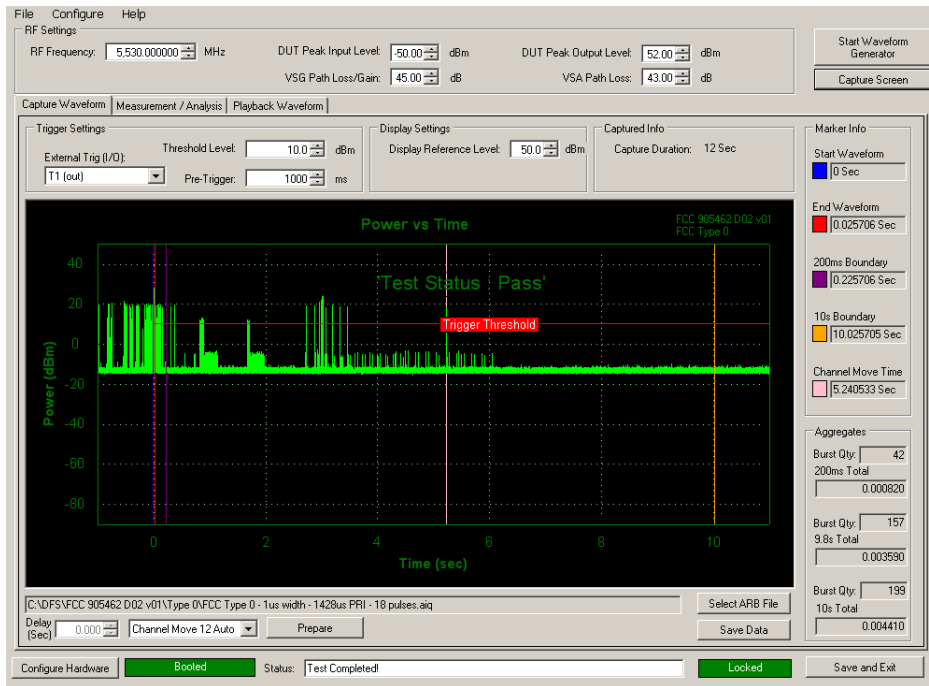 File Configure Help
RF Settings
RF Frequency: 5,530.000000 MHz DUT Peak Input Level: -50.00 dBm DUT Peak Output Level: 52.00 dBm
VSG Path Loss/Gain: 45.00 dB VSA Path Loss: 43.00 dB
Start Waveform
Generator
Capture Screen
Capture Waveform Measurement / Analysis Playback Waveform
Trigger Settings
External Trig (I/O):
T1 (out)
Threshold Level: 10.0 dBm
Pre-Trigger: 1000 ms
Display Settings
Display Reference Level: 50.0 dBm
Captured Info
Capture Duration: 12 Sec
Marker Info
Start Waveform
0 Sec
End Waveform
0.025706 Sec
200ms Boundary
0.225706 Sec
10s Boundary
10.025705 Sec
Channel Move Time
5.240533 Sec
Power vs Time
FCC 905462 D02 v01
FCC Type 0
'Test Status : Pass'
Trigger Threshold
Power (dBm)
40
20
0
-20
-40
-60
-80
0 2 4 6 8 10
Time (sec)
Aggregates
Burst Qty: 42
200ms Total
0.000820
Burst Qty: 157
9.8s Total
0.003590
Burst Qty: 199
10s Total
0.004410
C:\DFS\FCC 905462 D02 v01\Type 0\FCC Type 0 - 1us width - 1428us PRI - 18 pulses.aiq
Select ARB File
Delay
(Sec) 0.000 Channel Move 12 Auto Prepare
Save Data
Configure Hardware Booted Status: Test Completed! Locked Save and Exit